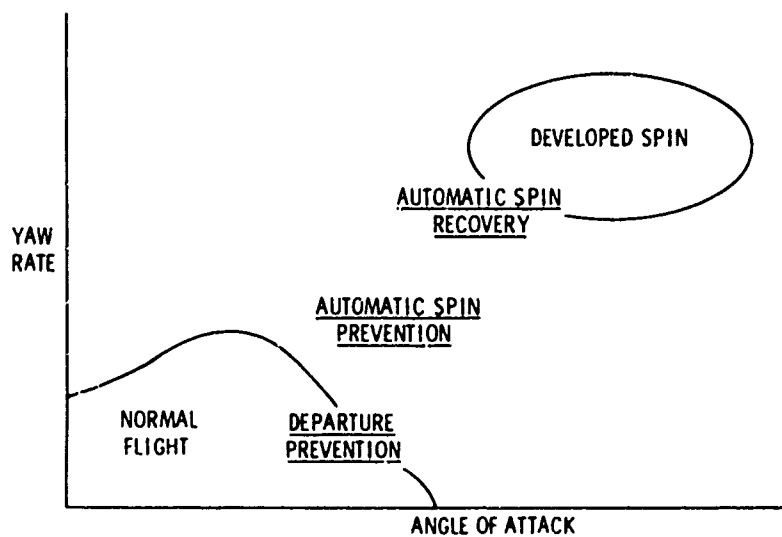 DEVELOPED SPIN
AUTOMATIC SPIN
RECOVERY
YAW
RATE
AUTOMATIC SPIN
PREVENTION
NORMAL
FLIGHT
DEPARTURE
PREVENTION
ANGLE OF ATTACK